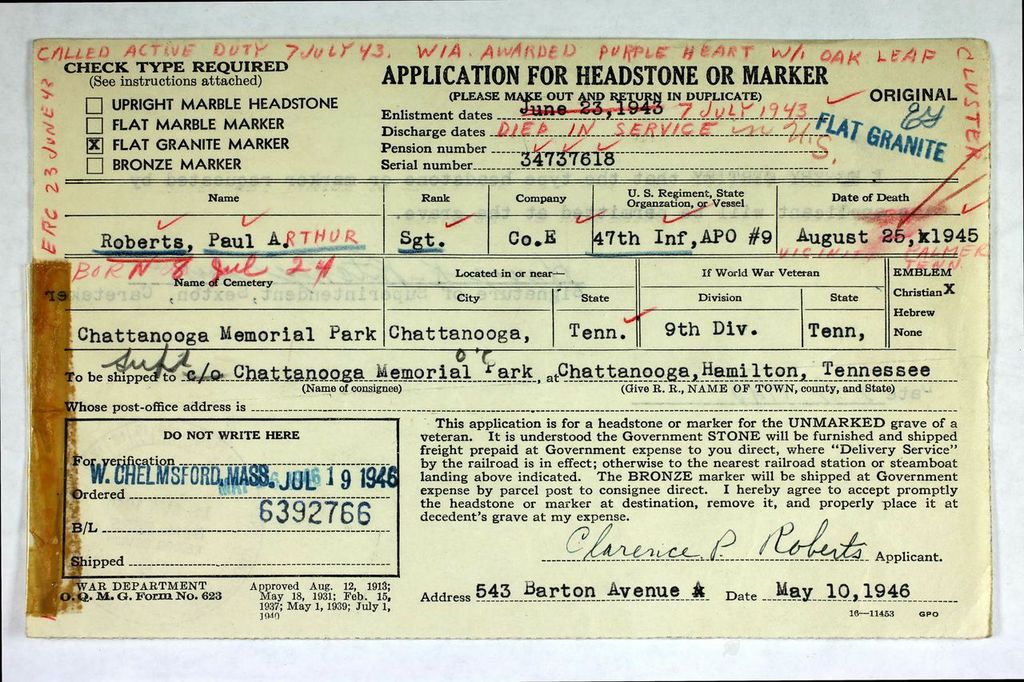 CALLED ACTIVE DUTY 7 JULY 43. WIA. AWARDED PURPLE HEART W/1 OAK LEAF CLUSTER
ERC 23 JUNE 43
CHECK TYPE REQUIRED
(See instructions attached)
UPRIGHT MARBLE HEADSTONE
FLAT MARBLE MARKER
X FLAT GRANITE MARKER
BRONZE MARKER
APPLICATION FOR HEADSTONE OR MARKER
(PLEASE MAKE OUT AND RETURN IN DUPLICATE)
ORIGINAL
Enlistment dates June 23, 1943 7 JULY 1943
Discharge dates DIED IN SERVICE in U.S.
FLAT GRANITE
Pension number
Serial number 34737618
Name Rank Company U. S. Regiment, State Organization, or Vessel Date of Death
Roberts, Paul ARTHUR Sgt. Co.E 47th Inf, APO #9 August 25, 1945
BORN 8 Jul 24
VICINITY PALMER TENN.
Name of Cemetery Located in or near— If World War Veteran EMBLEM
City State Division State
Christian X
Hebrew
None
Chattanooga Memorial Park Chattanooga, Tenn. 9th Div. Tenn,
To be shipped to Supt c/o Chattanooga Memorial Park, at Chattanooga, Hamilton, Tennessee
(Name of consignee) (Give R. R., NAME OF TOWN, county, and State)
Whose post-office address is
DO NOT WRITE HERE
For verification
W. CHELMSFORD, MASS. JUL 19 1946
Ordered
6392766
B/L
Shipped
This application is for a headstone or marker for the UNMARKED grave of a
veteran. It is understood the Government STONE will be furnished and shipped
freight prepaid at Government expense to you direct, where "Delivery Service"
by the railroad is in effect; otherwise to the nearest railroad station or steamboat
landing above indicated. The BRONZE marker will be shipped at Government
expense by parcel post to consignee direct. I hereby agree to accept promptly
the headstone or marker at destination, remove it, and properly place it at
decedent's grave at my expense.
Clarence P. Roberts Applicant.
WAR DEPARTMENT
O. Q. M. G. Form No. 623
Approved Aug. 12, 1913;
May 18, 1931; Feb. 15,
1937; May 1, 1939; July 1,
1940
Address 543 Barton Avenue Date May 10, 1946
16—11453 GPO